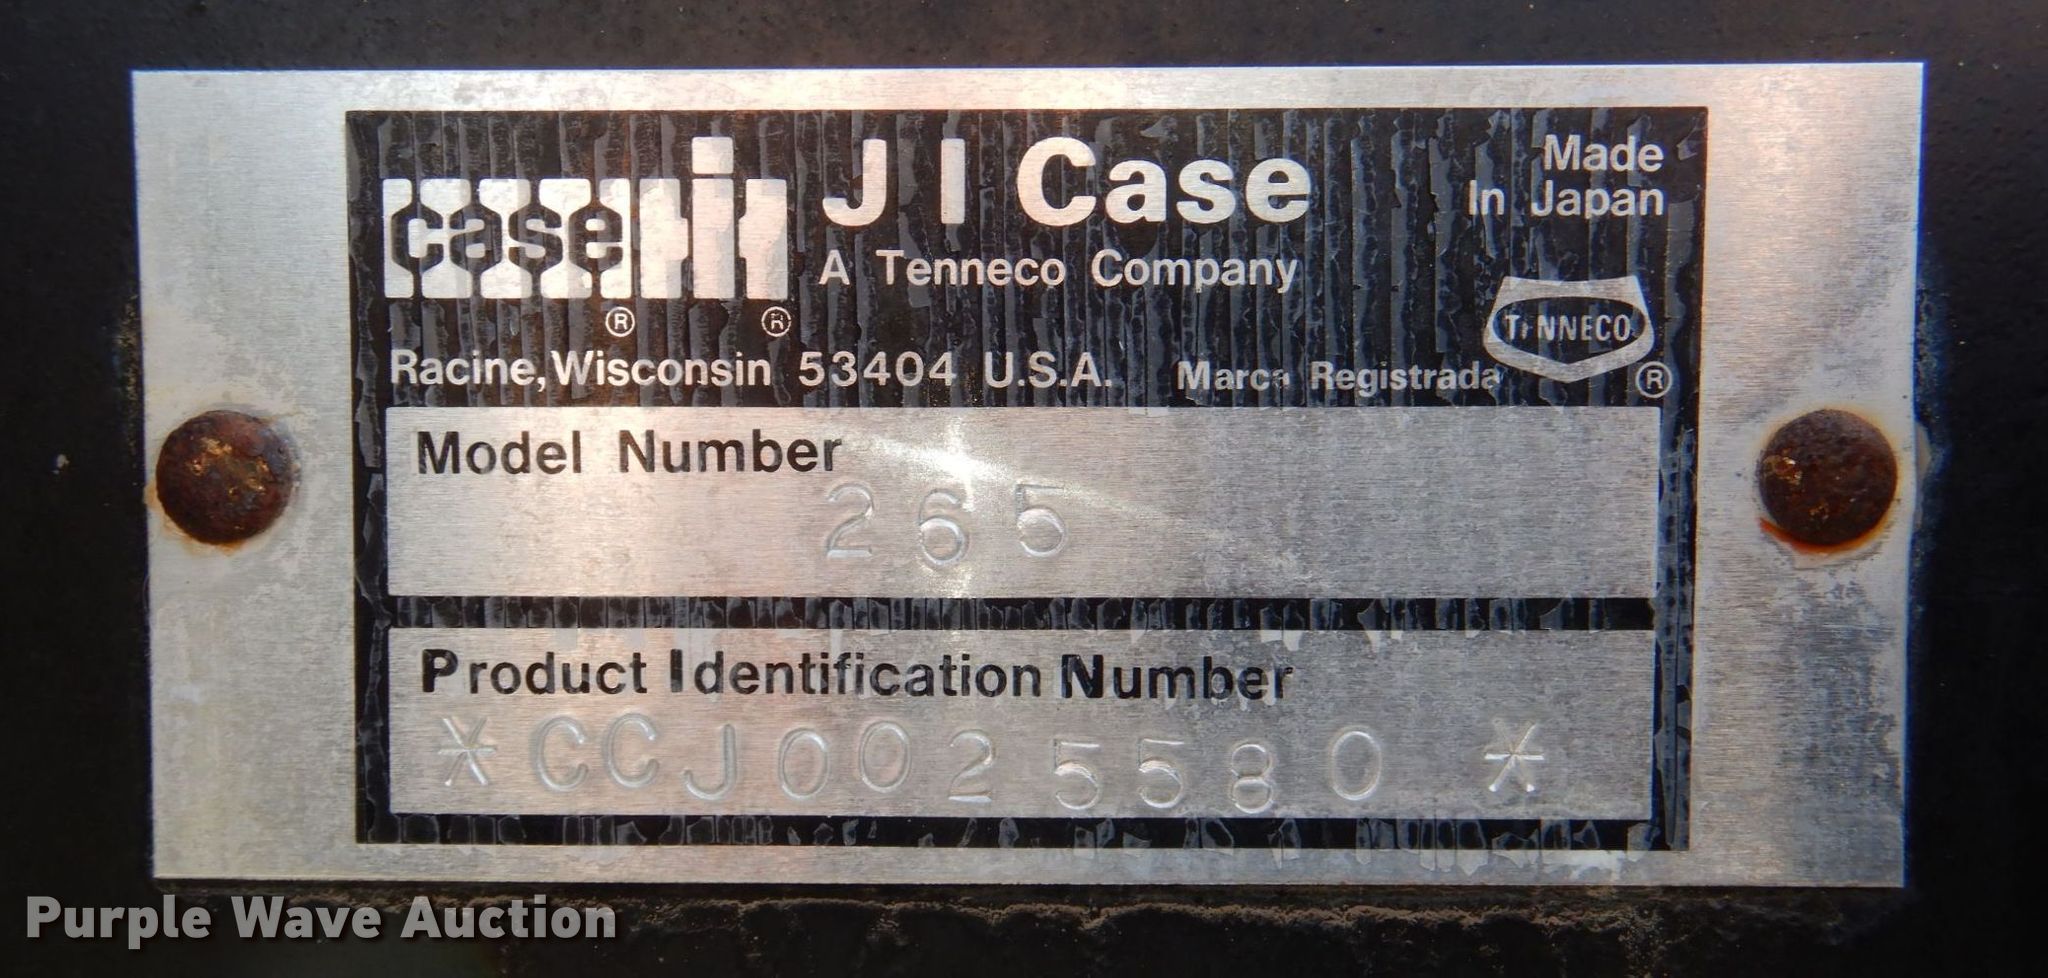 case ih
J I Case
Made
In Japan
A Tenneco Company
TENNECO
® ® ®
Racine, Wisconsin 53404 U.S.A. Marca Registrada
Model Number
265
Product Identification Number
*CCJ0025580*
Purple Wave Auction